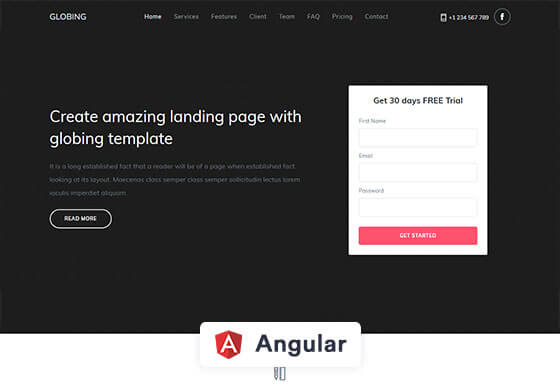 GLOBING
Home Services Features Client Team FAQ Pricing Contact
+1 234 567 789
f
Create amazing landing page with
globing template
It is a long established fact that a reader will be of a page when established fact
looking at its layout. Maecenas class semper class semper sollicitudin lectus lorem
iaculis imperdiet aliquam
READ MORE
Get 30 days FREE Trial
First Name
Email
Password
GET STARTED
A
Angular